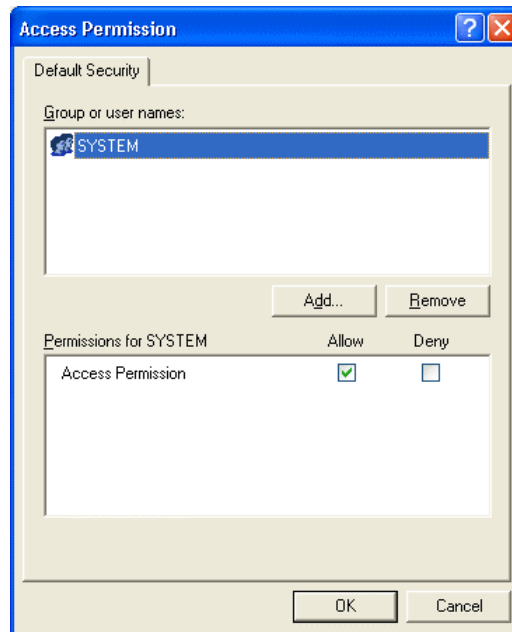 Access Permission
Default Security
Group or user names:
SYSTEM
Add... Remove
Permissions for SYSTEM Allow Deny
Access Permission
OK Cancel